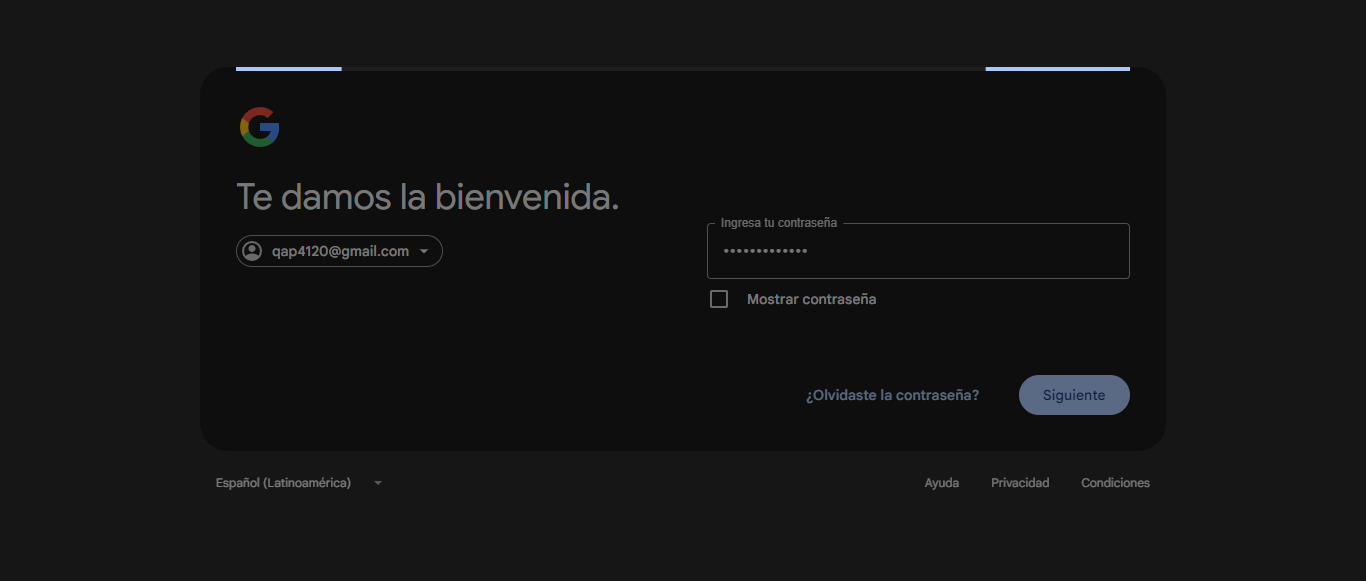 Te damos la bienvenida.
qap4120@gmail.com
Ingresa tu contraseña
•••••••••••••
Mostrar contraseña
¿Olvidaste la contraseña?
Siguiente
Español (Latinoamérica)
Ayuda
Privacidad
Condiciones